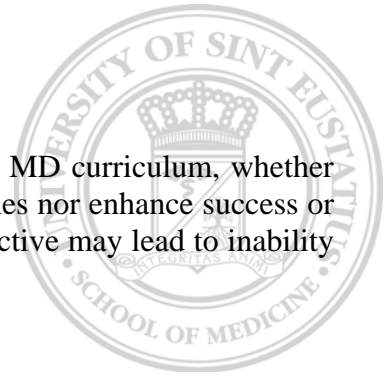 UNIVERSITY OF SINT EUSTATIUS
MD curriculum, whether
nes nor enhance success or
ctive may lead to inability
INTEGRITAS ANIMI
SCHOOL OF MEDICINE